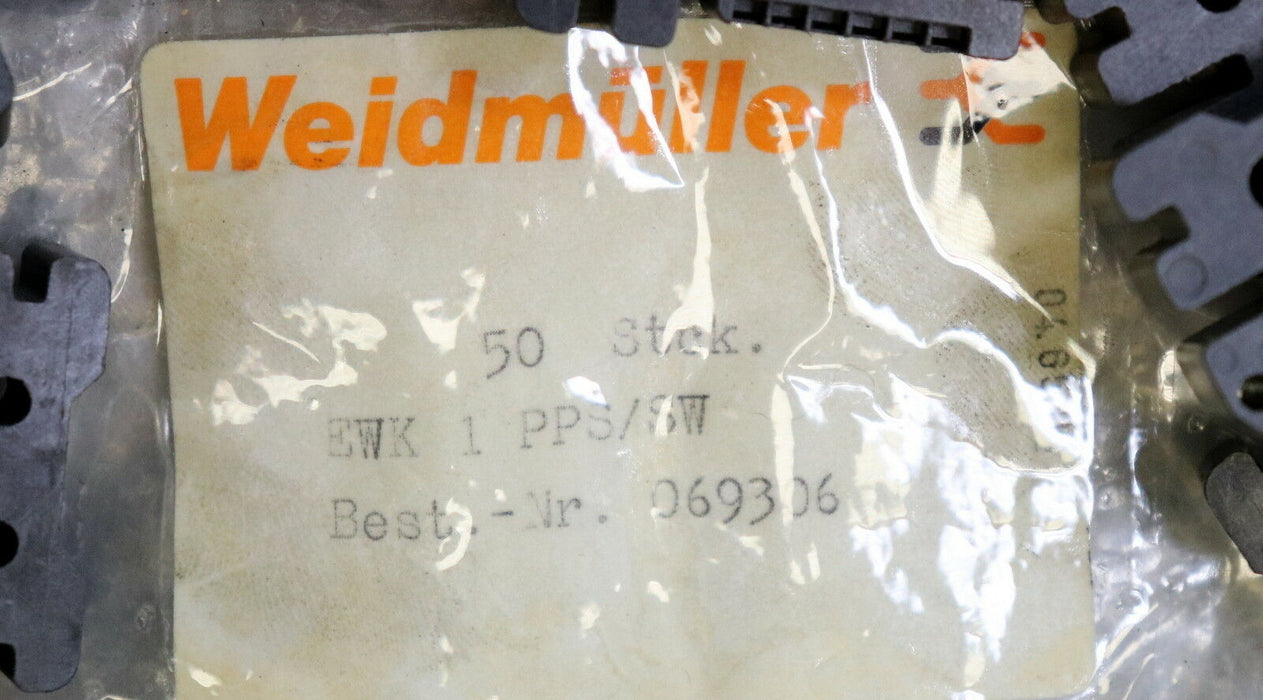 Weidmüller
50 Stck.
EWK 1 PPS/SW
Best.-Nr. 069306